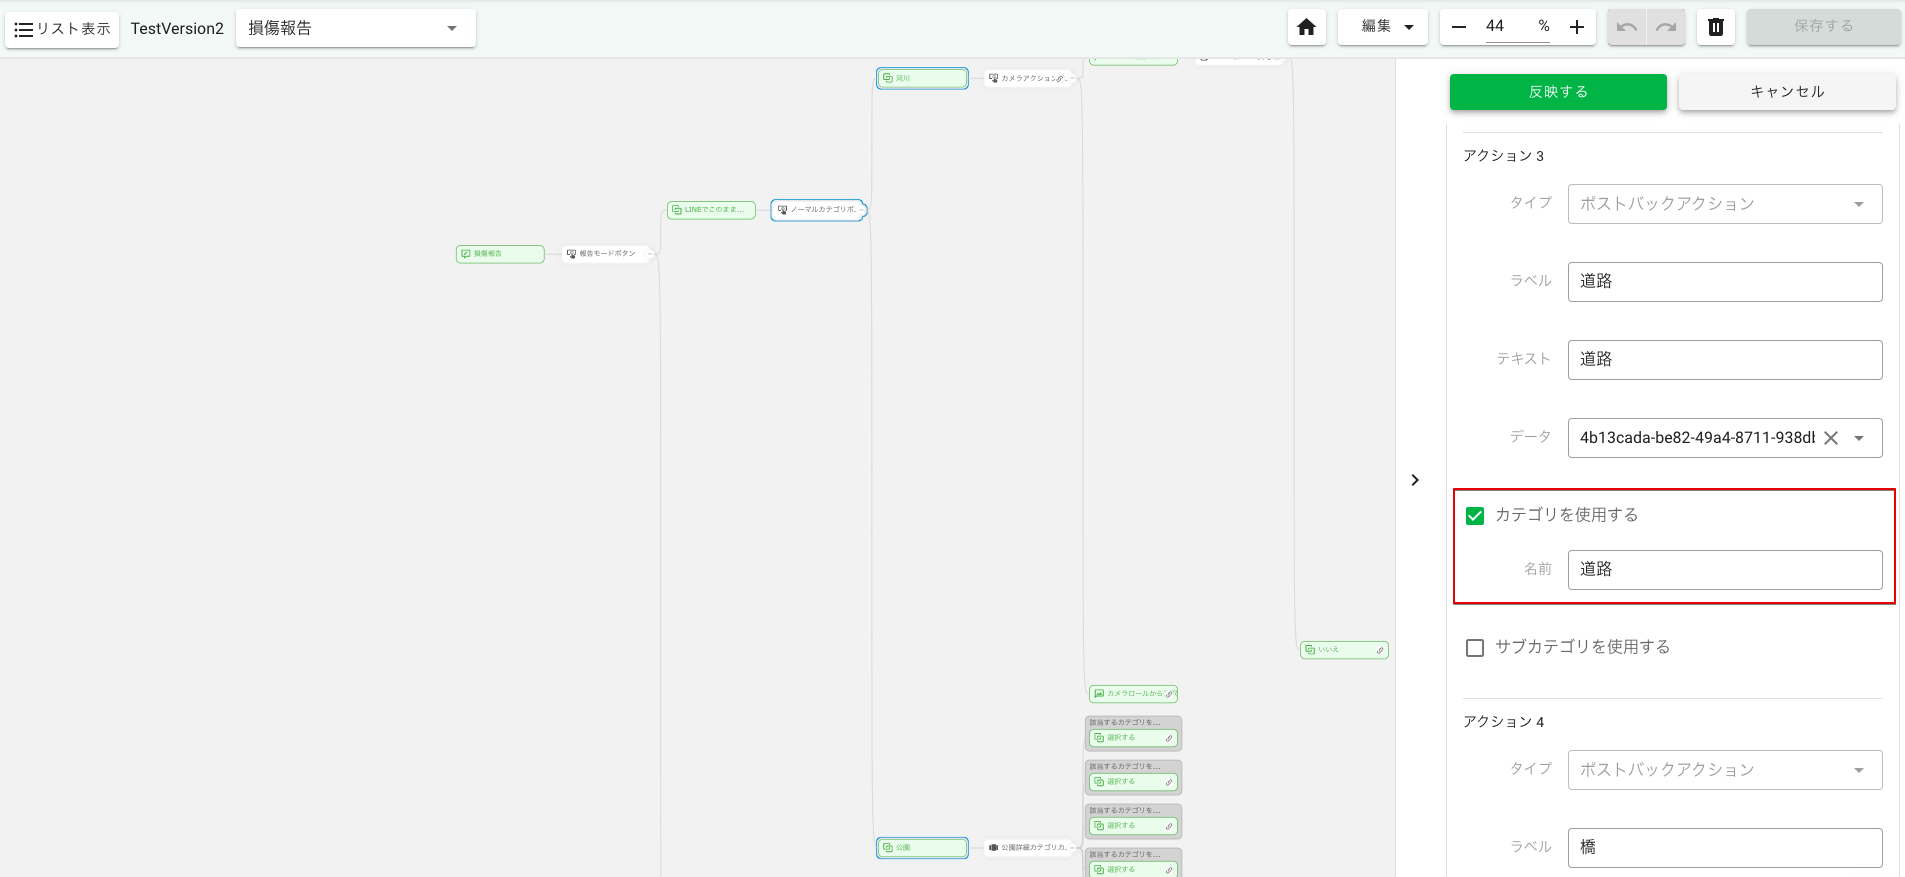 リスト表示
TestVersion2
損傷報告
編集
44
%
保存する
河川
カメラアクション
LINEでこのまま...
ノーマルカテゴリボ..
損傷報告
報告モードボタン
いいえ
カメラロールから
該当するカテゴリを...
選択する
該当するカテゴリを...
選択する
該当するカテゴリを...
選択する
公園
公園詳細カテゴリカ..
該当するカテゴリを...
選択する
反映する
キャンセル
アクション 3
タイプ
ポストバックアクション
ラベル
道路
テキスト
道路
データ
4b13cada-be82-49a4-8711-938d
カテゴリを使用する
名前
道路
サブカテゴリを使用する
アクション 4
タイプ
ポストバックアクション
ラベル
橋